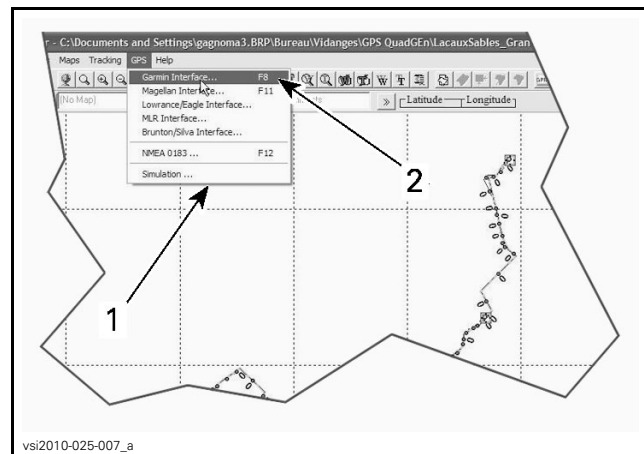 r - C:\Documents and Settings\gagnoma3.BRP\Bureau\Vidanges\GPS QuadGEn\LacauxSables_Gran
Maps Tracking GPS Help
Garmin Interface... F8
[No Map]
Magellan Interface... F11
» Latitude Longitude
Lowrance/Eagle Interface...
MLR Interface...
Brunton/Silva Interface...
NMEA 0183 ... F12
Simulation ...
2
1
vsi2010-025-007_a